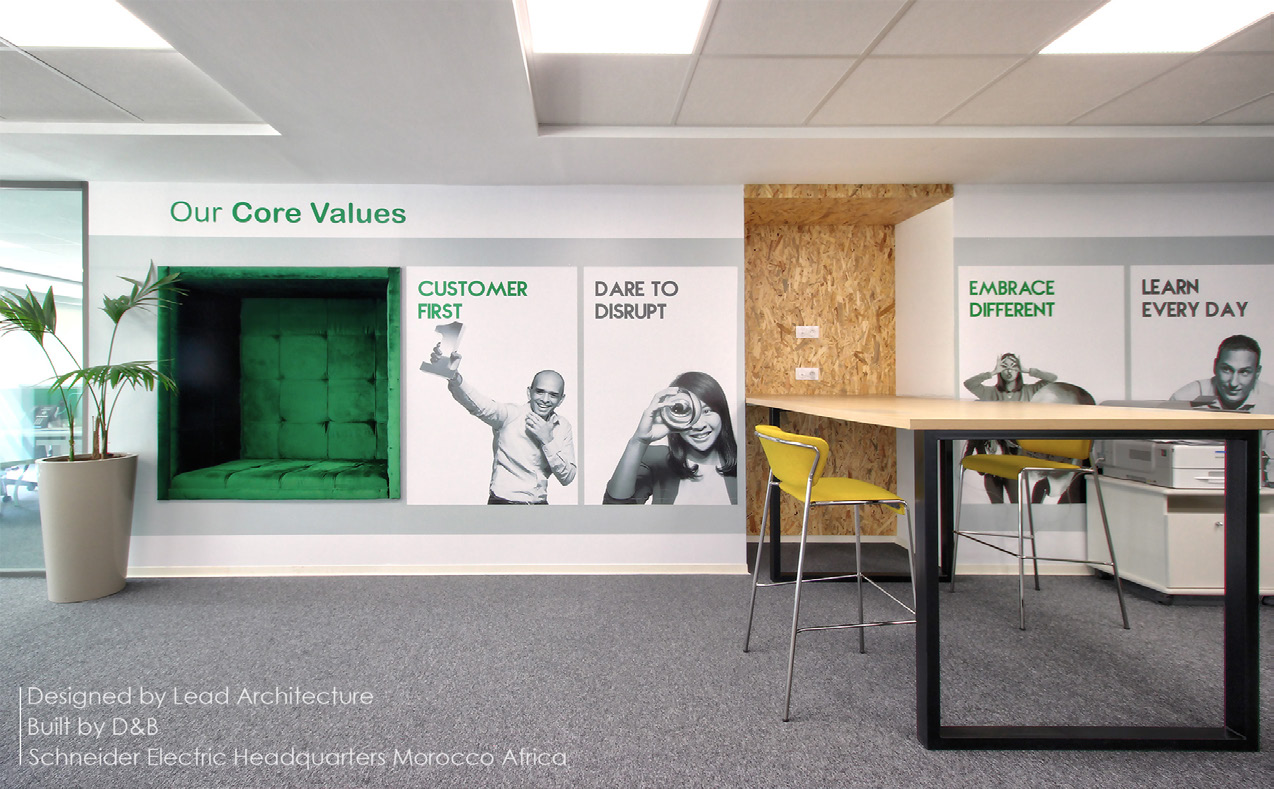 Our Core Values
CUSTOMER
FIRST
1
DARE TO
DISRUPT
EMBRACE
DIFFERENT
LEARN
EVERY DAY
Designed by Lead Architecture
Built by D&B
Schneider Electric Headquarters Morocco Africa